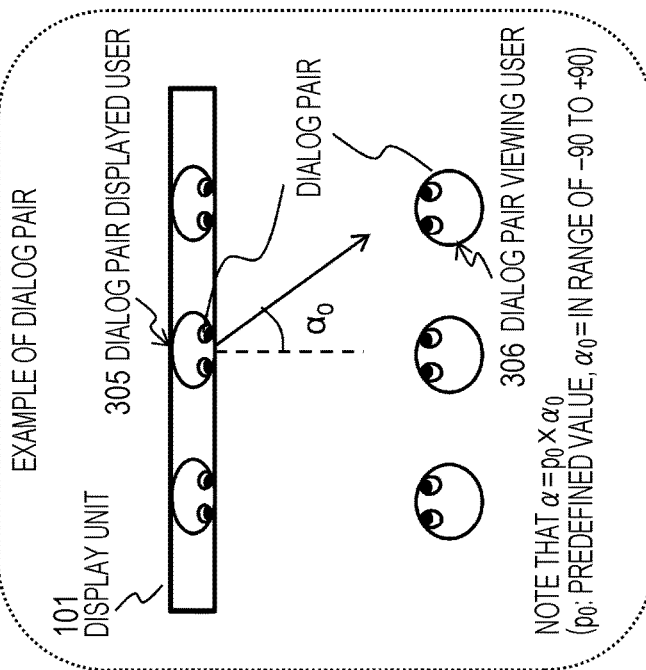 EXAMPLE OF DIALOG PAIR
101
DISPLAY UNIT
305 DIALOG PAIR DISPLAYED USER
DIALOG PAIR
α₀
306 DIALOG PAIR VIEWING USER
NOTE THAT α = p₀ × α₀
(p₀: PREDEFINED VALUE, α₀ = IN RANGE OF −90 TO +90)